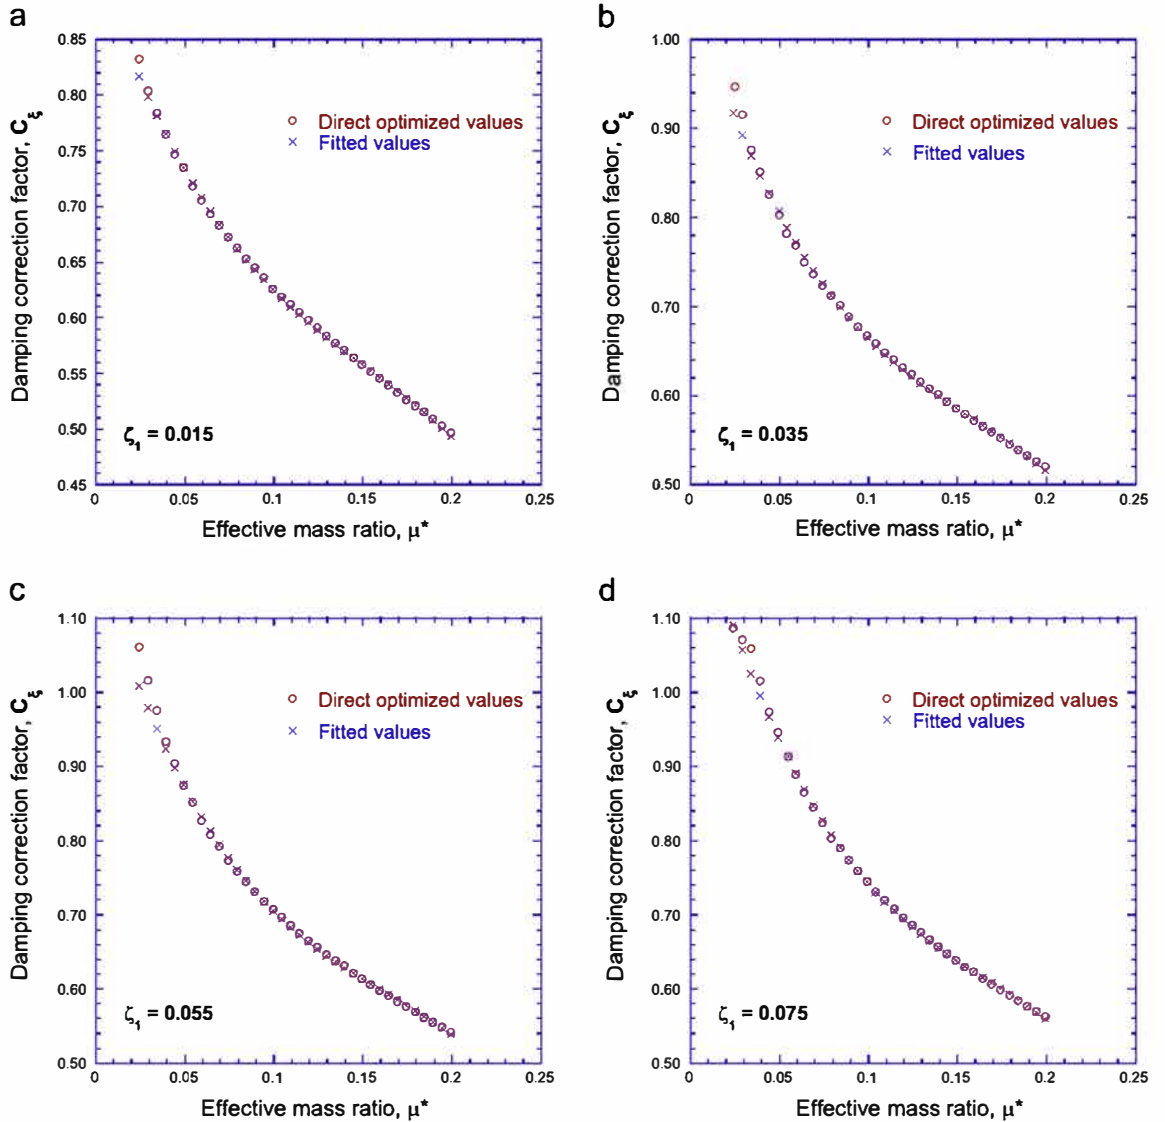 a
0.85
0.80
0.75
0.70
0.65
0.60
0.55
0.50
0.45
0
0.05
0.1
0.15
0.2
0.25
Damping correction factor, Cξ
Effective mass ratio, μ*
Direct optimized values
Fitted values
ζ1 = 0.015
b
1.00
0.90
0.80
0.70
0.60
0.50
0
0.05
0.1
0.15
0.2
0.25
Damping correction factor, Cξ
Effective mass ratio, μ*
Direct optimized values
Fitted values
ζ1 = 0.035
c
1.10
1.00
0.90
0.80
0.70
0.60
0.50
0
0.05
0.1
0.15
0.2
0.25
Damping correction factor, Cξ
Effective mass ratio, μ*
Direct optimized values
Fitted values
ζ1 = 0.055
d
1.10
1.00
0.90
0.80
0.70
0.60
0.50
0
0.05
0.1
0.15
0.2
0.25
Damping correction factor, Cξ
Effective mass ratio, μ*
Direct optimized values
Fitted values
ζ1 = 0.075